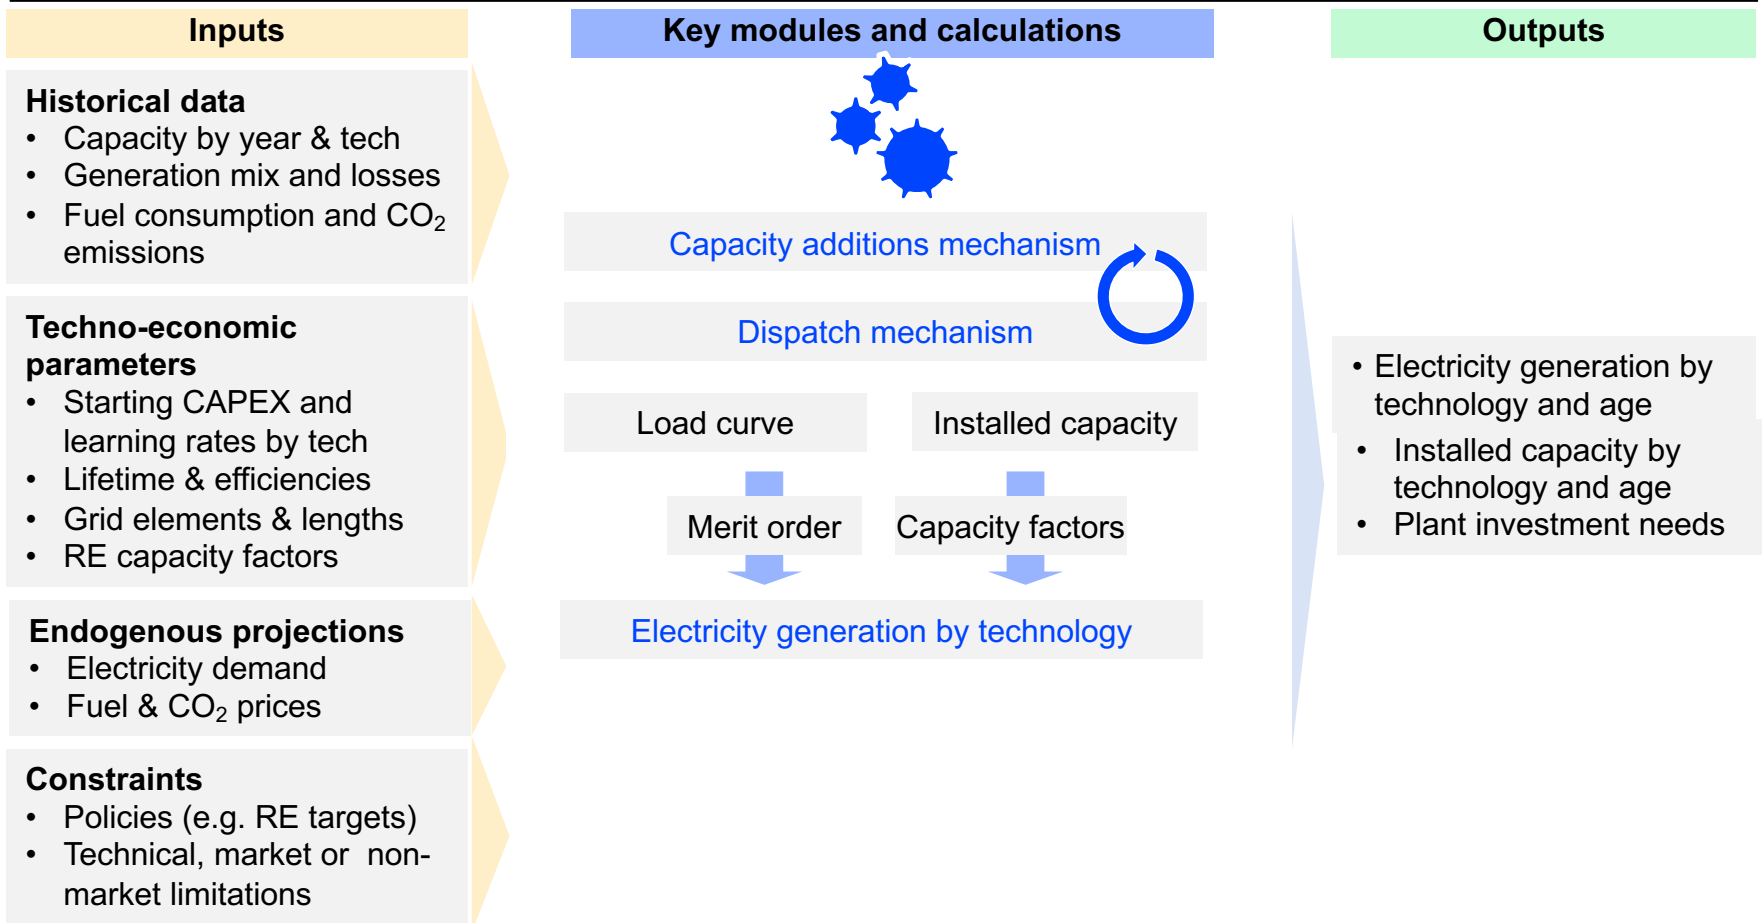 Inputs
Historical data
• Capacity by year & tech
• Generation mix and losses
• Fuel consumption and CO₂
emissions
Techno-economic
parameters
• Starting CAPEX and
learning rates by tech
• Lifetime & efficiencies
• Grid elements & lengths
• RE capacity factors
Endogenous projections
• Electricity demand
• Fuel & CO₂ prices
Constraints
• Policies (e.g. RE targets)
• Technical, market or non-
market limitations
Key modules and calculations
Capacity additions mechanism
Dispatch mechanism
Load curve
Installed capacity
Merit order
Capacity factors
Electricity generation by technology
Outputs
• Electricity generation by
technology and age
• Installed capacity by
technology and age
• Plant investment needs